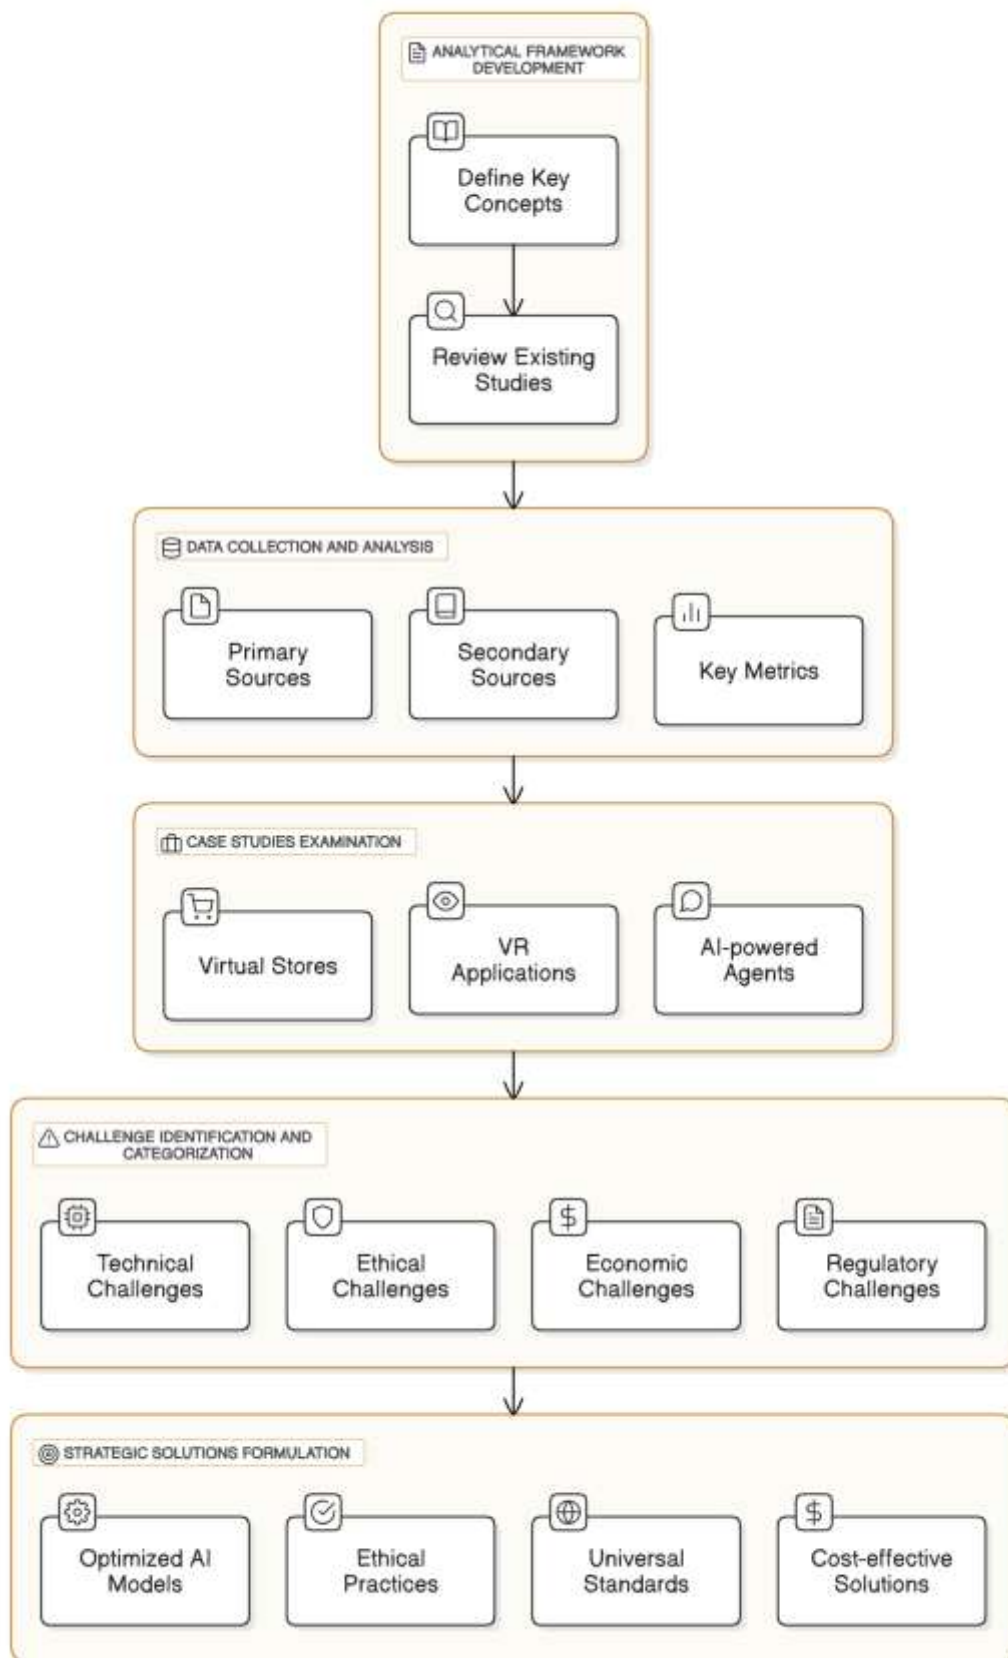 ANALYTICAL FRAMEWORK
DEVELOPMENT
Define Key
Concepts
Review Existing
Studies
DATA COLLECTION AND ANALYSIS
Primary
Sources
Secondary
Sources
Key Metrics
CASE STUDIES EXAMINATION
Virtual Stores
VR
Applications
AI-powered
Agents
CHALLENGE IDENTIFICATION AND
CATEGORIZATION
Technical
Challenges
Ethical
Challenges
Economic
Challenges
Regulatory
Challenges
STRATEGIC SOLUTIONS FORMULATION
Optimized AI
Models
Ethical
Practices
Universal
Standards
Cost-effective
Solutions